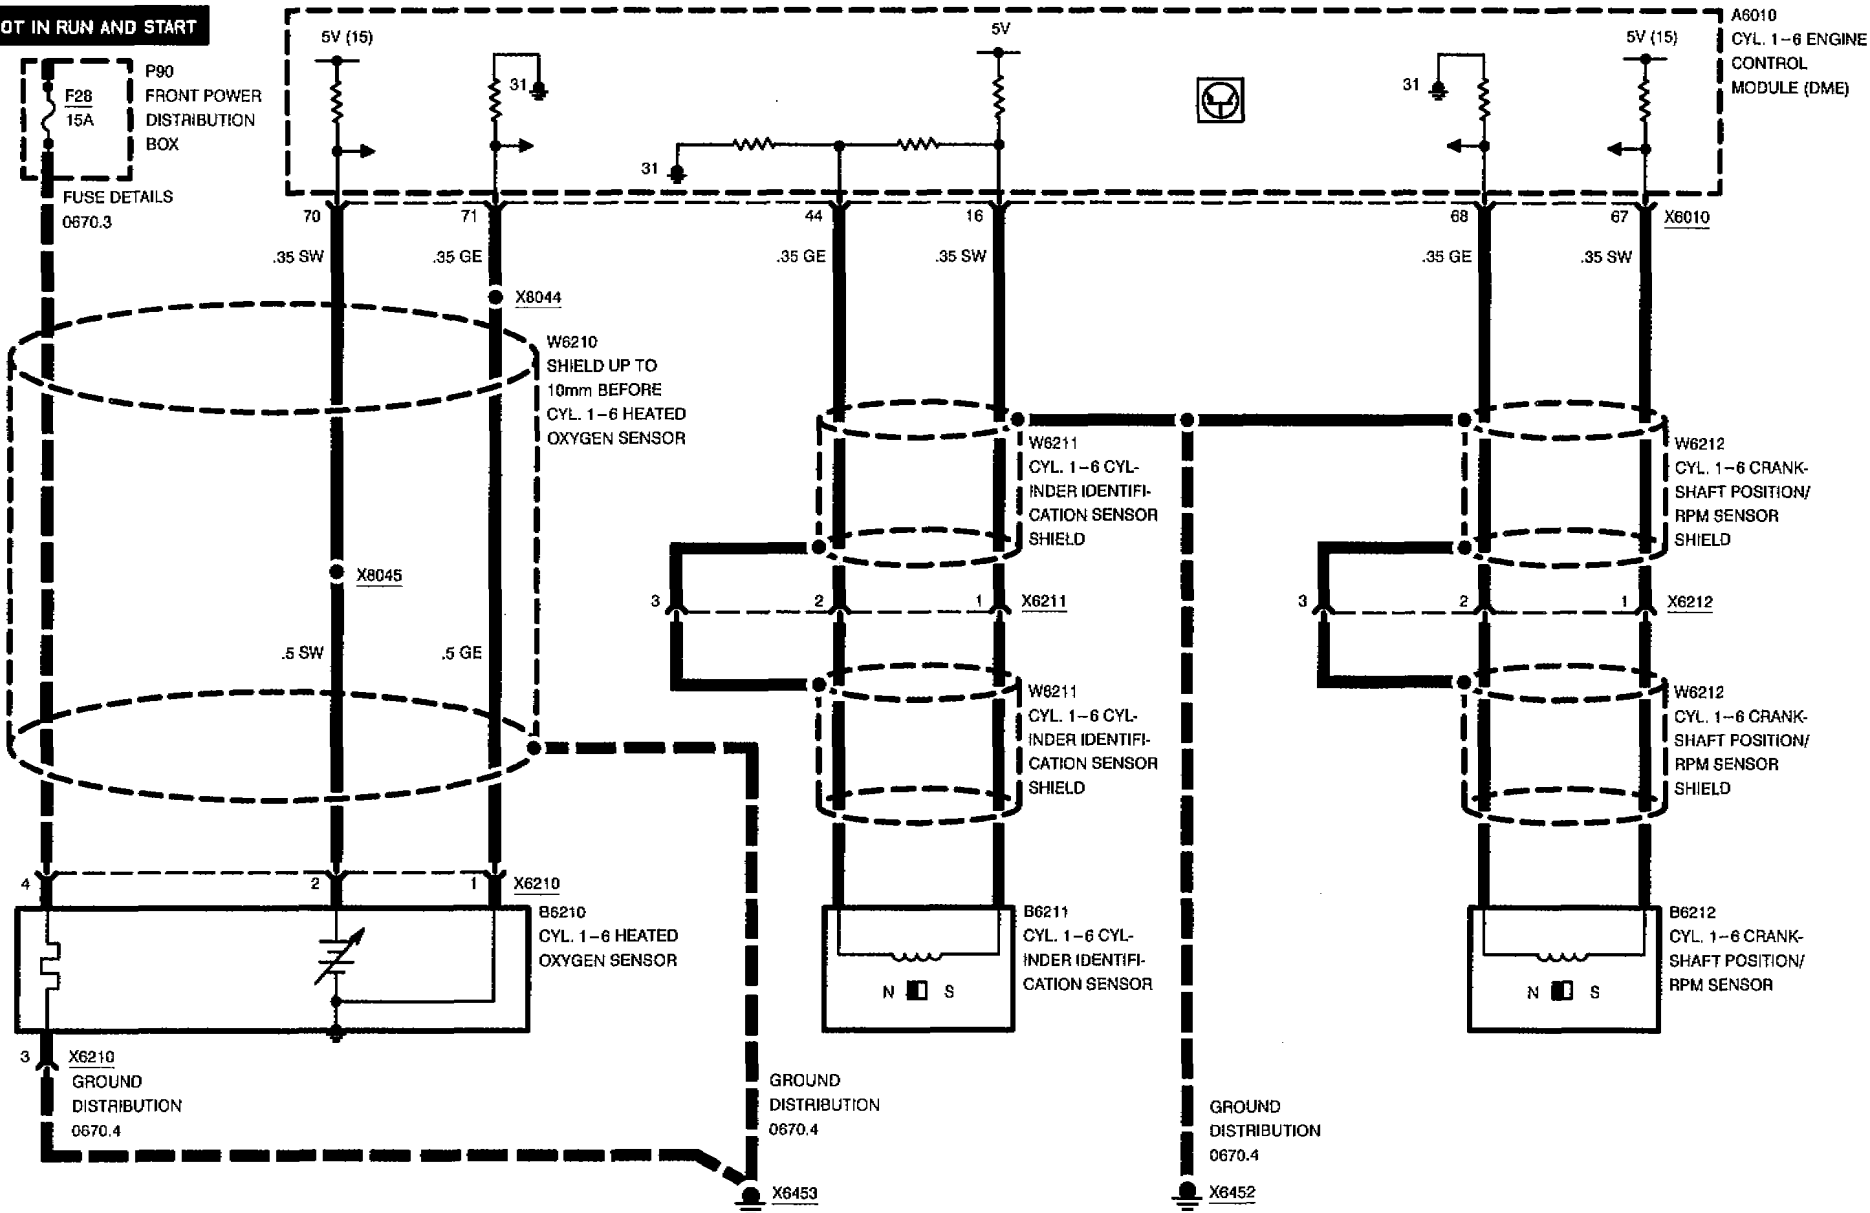 OT IN RUN AND START
P90
FRONT POWER
DISTRIBUTION
BOX
F28
15A
FUSE DETAILS
0670.3
5V (15)
31
5V
31
31
5V (15)
A6010
CYL. 1-6 ENGINE
CONTROL
MODULE (DME)
70
71
44
16
68
67
X6010
.35 SW
.35 GE
.35 GE
.35 SW
.35 GE
.35 SW
X8044
W6210
SHIELD UP TO
10mm BEFORE
CYL. 1-6 HEATED
OXYGEN SENSOR
W6211
CYL. 1-6 CYL-
INDER IDENTIFI-
CATION SENSOR
SHIELD
W6212
CYL. 1-6 CRANK-
SHAFT POSITION/
RPM SENSOR
SHIELD
X8045
3
2
1
X6211
3
2
1
X6212
.5 SW
.5 GE
W6211
CYL. 1-6 CYL-
INDER IDENTIFI-
CATION SENSOR
SHIELD
W6212
CYL. 1-6 CRANK-
SHAFT POSITION/
RPM SENSOR
SHIELD
4
2
1
X6210
B6210
CYL. 1-6 HEATED
OXYGEN SENSOR
B6211
CYL. 1-6 CYL-
INDER IDENTIFI-
CATION SENSOR
N S
B6212
CYL. 1-6 CRANK-
SHAFT POSITION/
RPM SENSOR
N S
3
X6210
GROUND
DISTRIBUTION
0670.4
GROUND
DISTRIBUTION
0670.4
GROUND
DISTRIBUTION
0670.4
X6453
X6452